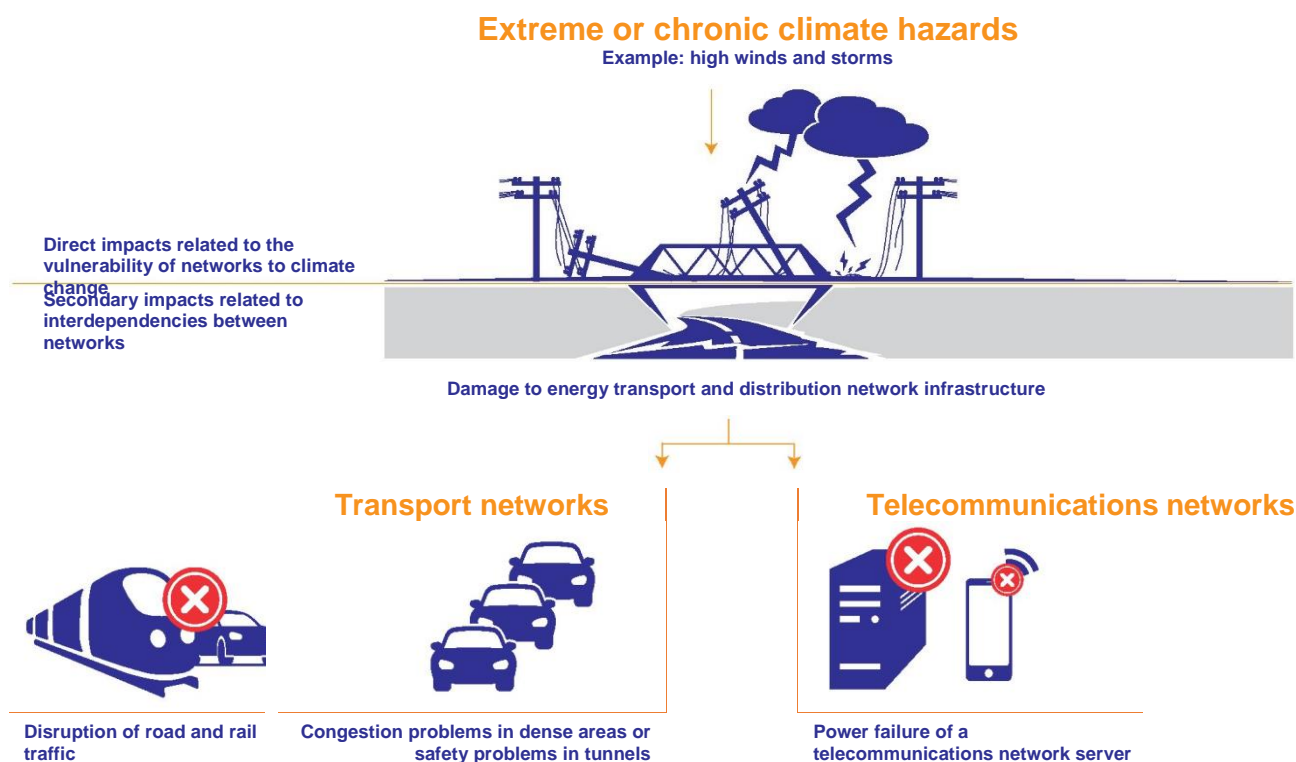 Extreme or chronic climate hazards
Example: high winds and storms
Direct impacts related to the
vulnerability of networks to climate
change
Secondary impacts related to
interdependencies between
networks
Damage to energy transport and distribution network infrastructure
Transport networks
Telecommunications networks
Disruption of road and rail
traffic
Congestion problems in dense areas or
safety problems in tunnels
Power failure of a
telecommunications network server